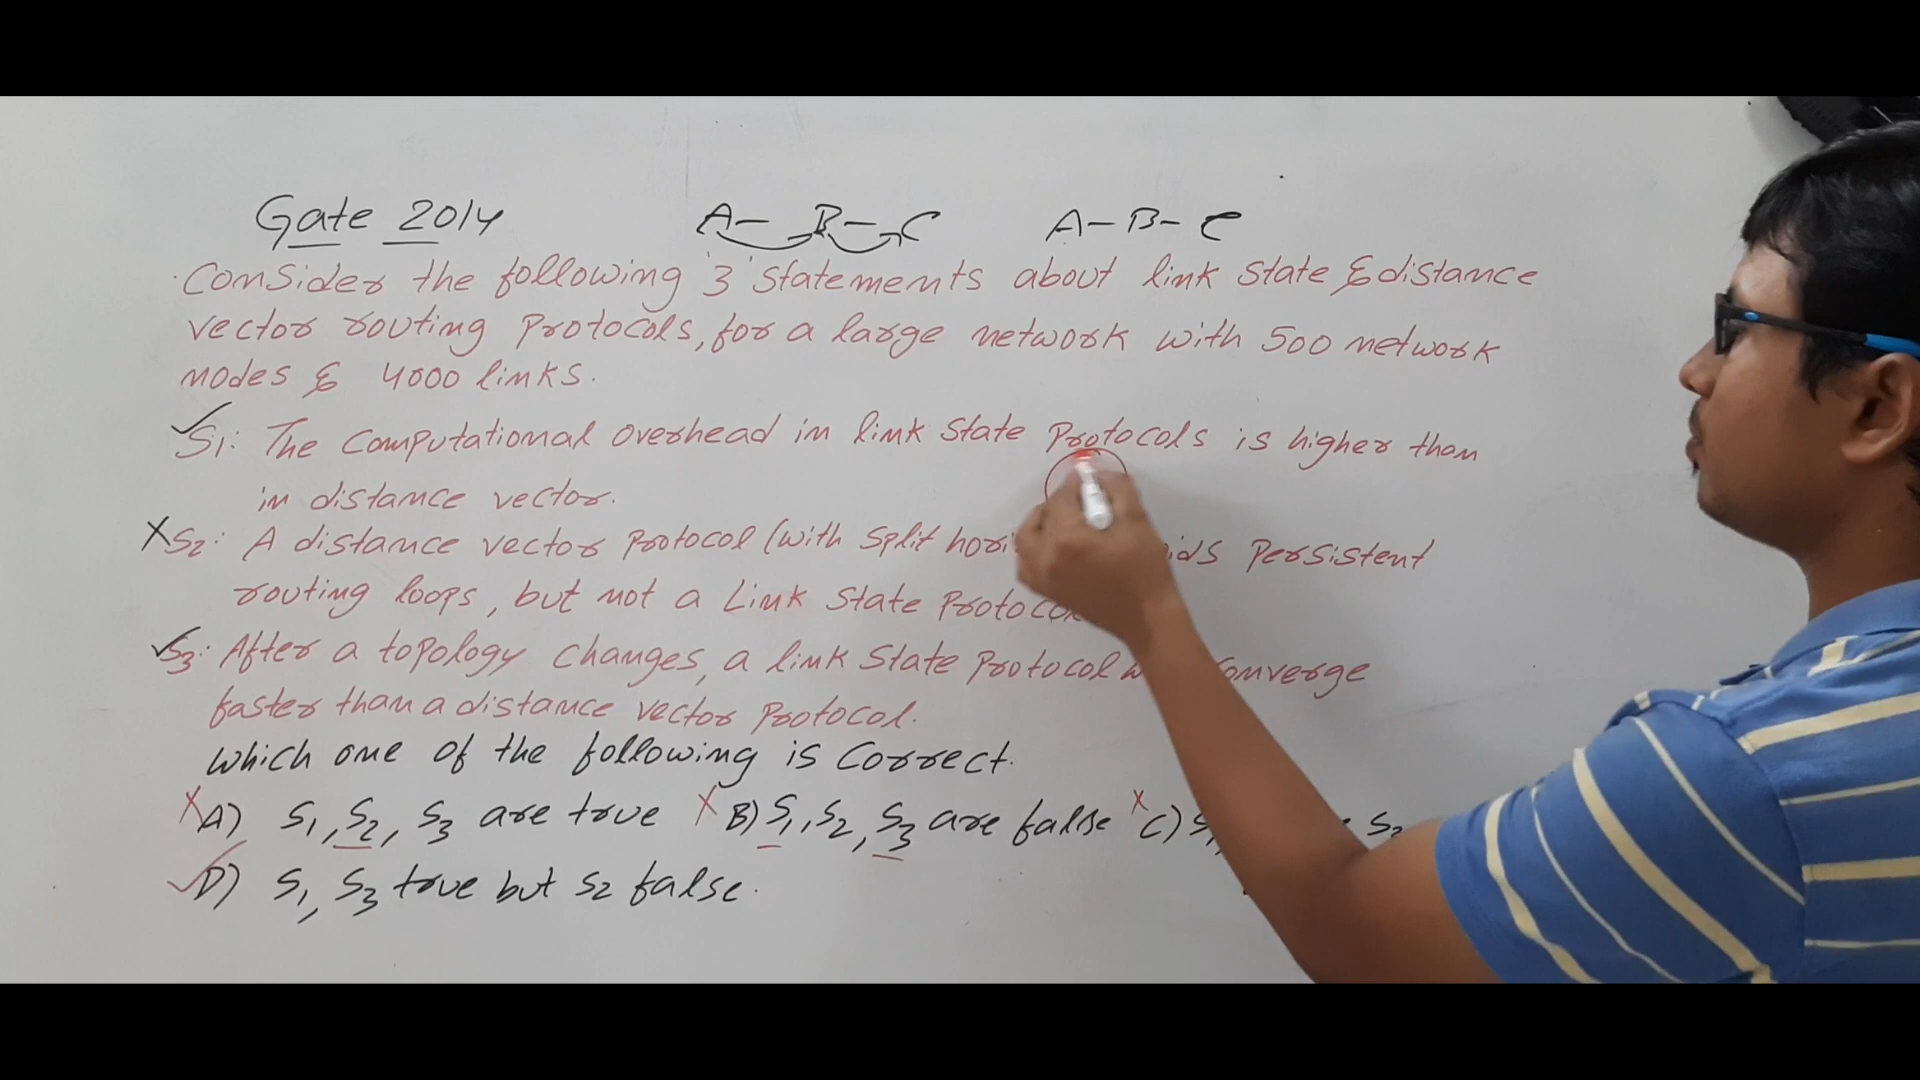 Gate 2014 A - B - C A - B - C
Consider the following '3' statements about link state & distance
vector routing protocols, for a large network with 500 network
nodes & 4000 links.
S1: The computational overhead in link state protocols is higher than
in distance vector.
X S2: A distance vector protocol (with split persistent
routing loops, but not a Link state
S3: After a topology changes, a link state protocol converge
faster than a distance vector protocol.
which one of the following is correct.
X A) S1, S2, S3 are true X B) S1, S2, S3 are false X C)
D) S1, S3 true but S2 false.